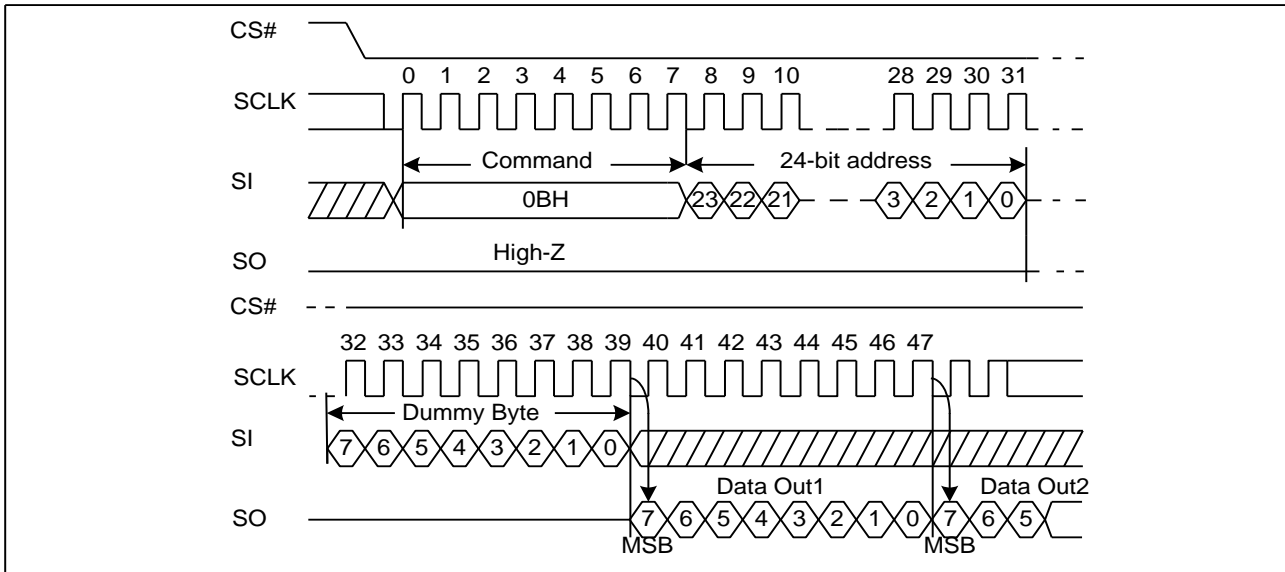 CS#
0 1 2 3 4 5 6 7 8 9 10 28 29 30 31
SCLK
Command 24-bit address
SI
0BH 23 22 21 3 2 1 0
High-Z
SO
CS#
32 33 34 35 36 37 38 39 40 41 42 43 44 45 46 47
SCLK
Dummy Byte
SI
7 6 5 4 3 2 1 0
Data Out1 Data Out2
SO
7 6 5 4 3 2 1 0 7 6 5
MSB MSB